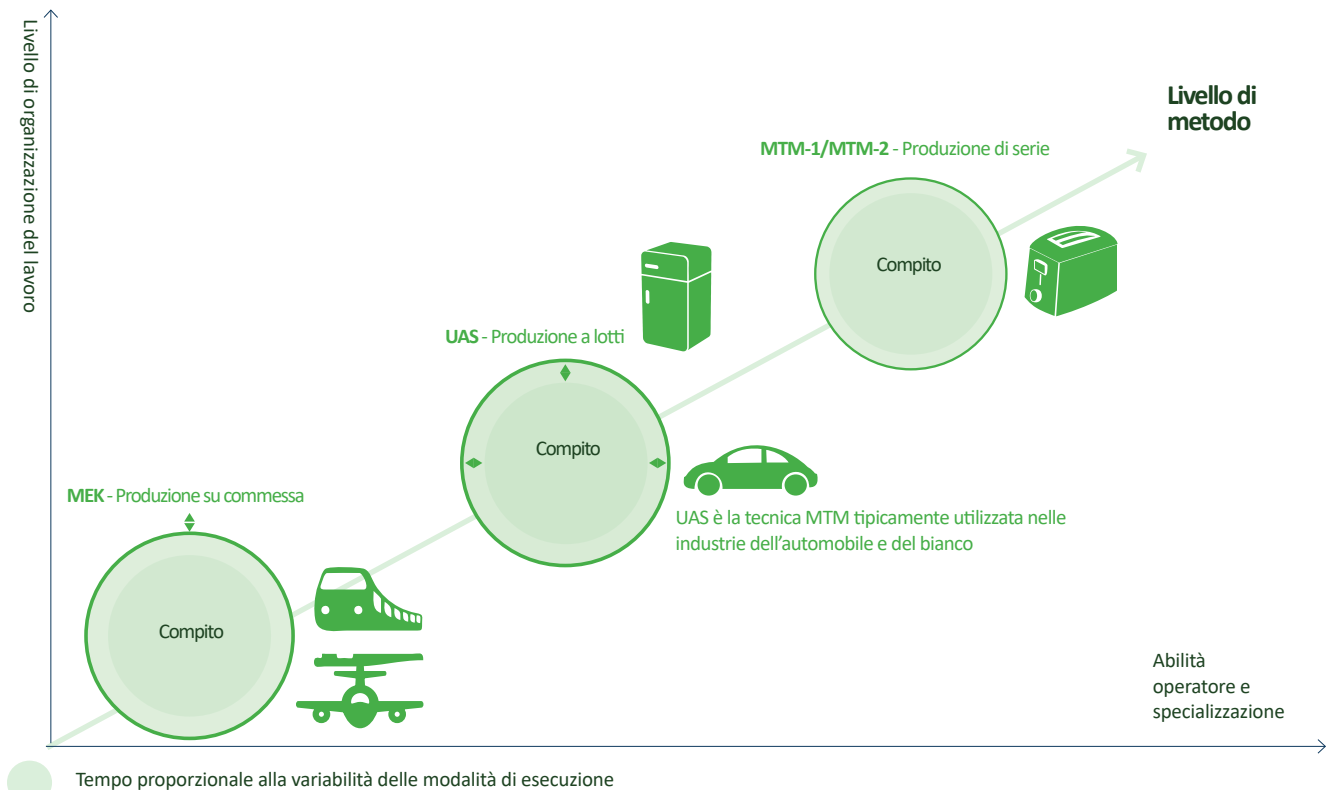 Livello di organizzazione del lavoro
Livello di
metodo
MTM-1/MTM-2 - Produzione di serie
Compito
UAS - Produzione a lotti
Compito
UAS è la tecnica MTM tipicamente utilizzata nelle
industrie dell'automobile e del bianco
MEK - Produzione su commessa
Compito
Abilità
operatore e
specializzazione
Tempo proporzionale alla variabilità delle modalità di esecuzione